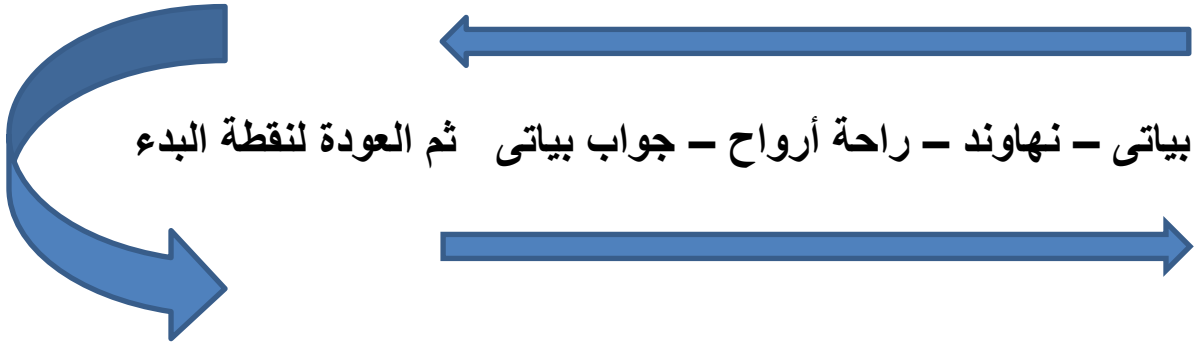 بياتى – نهاوند – راحة أرواح – جواب بياتى ثم العودة لنقطة البدء